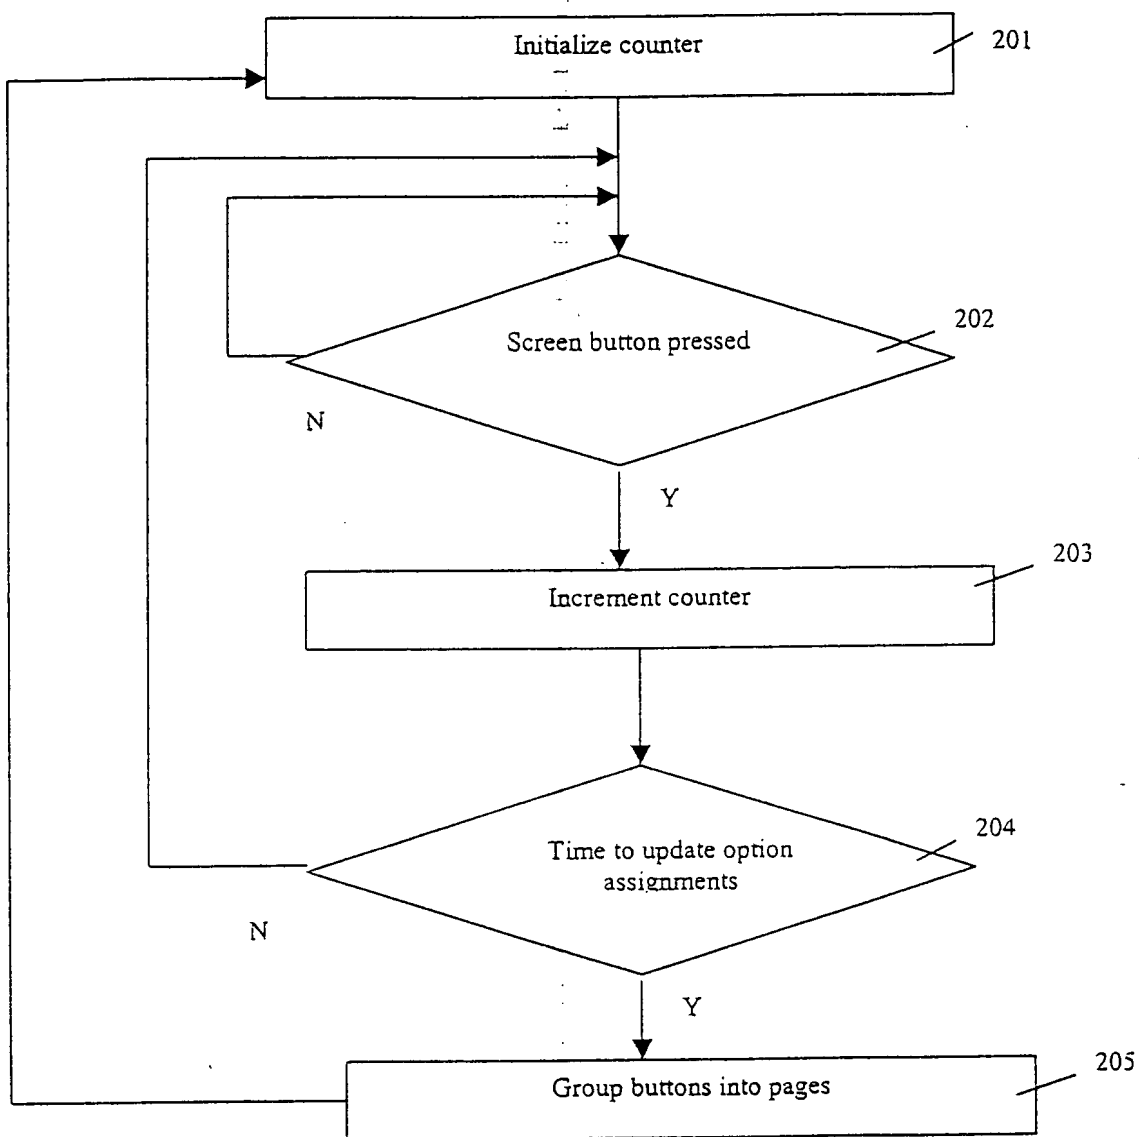 Initialize counter
201
Screen button pressed
202
N
Y
Increment counter
203
Time to update option
assignments
204
N
Y
Group buttons into pages
205